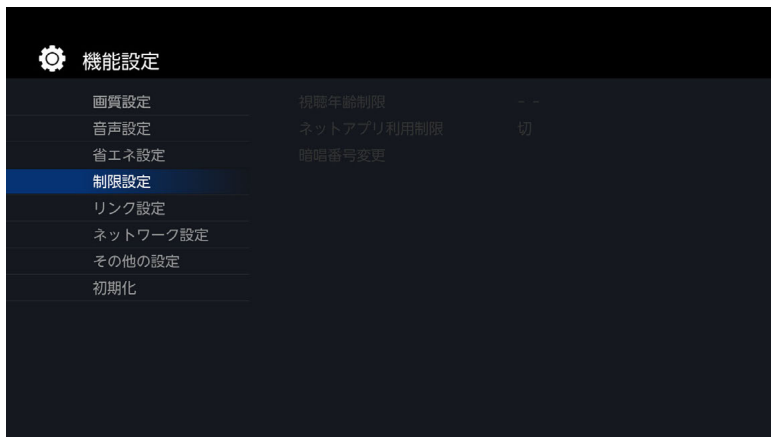 機能設定
画質設定
音声設定
省エネ設定
制限設定
リンク設定
ネットワーク設定
その他の設定
初期化
視聴年齢制限 - -
ネットアプリ利用制限 切
暗唱番号変更